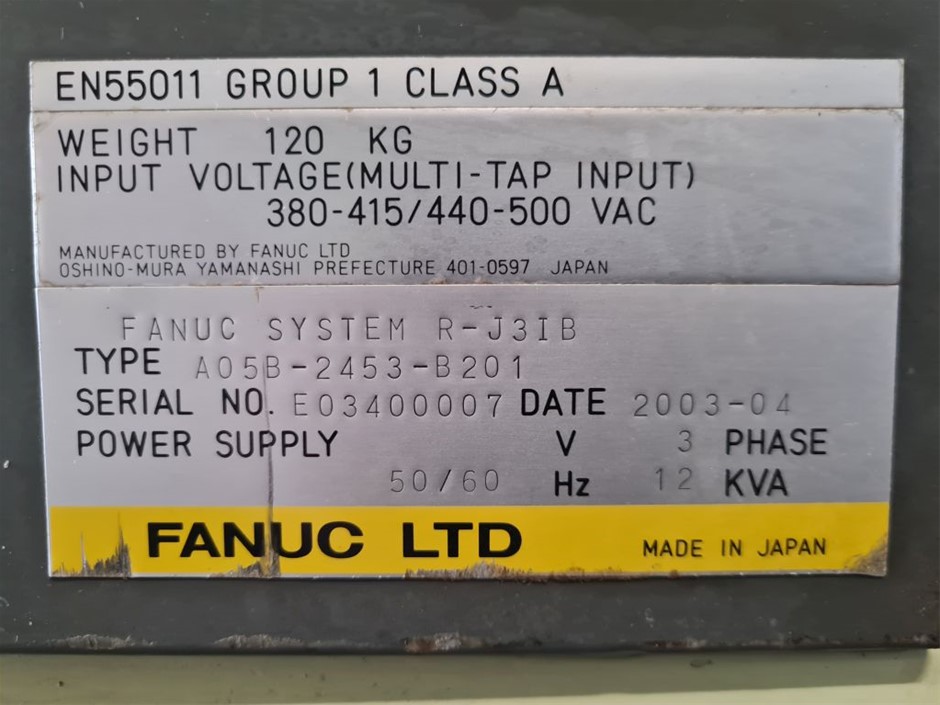 EN55011 GROUP 1 CLASS A
WEIGHT 120 KG
INPUT VOLTAGE(MULTI-TAP INPUT)
380-415/440-500 VAC
MANUFACTURED BY FANUC LTD
OSHINO-MURA YAMANASHI PREFECTURE 401-0597 JAPAN
FANUC SYSTEM R-J3IB
TYPE A05B-2453-B201
SERIAL NO. E03400007 DATE 2003-04
POWER SUPPLY V 3 PHASE
50/60 Hz 12 KVA
FANUC LTD MADE IN JAPAN